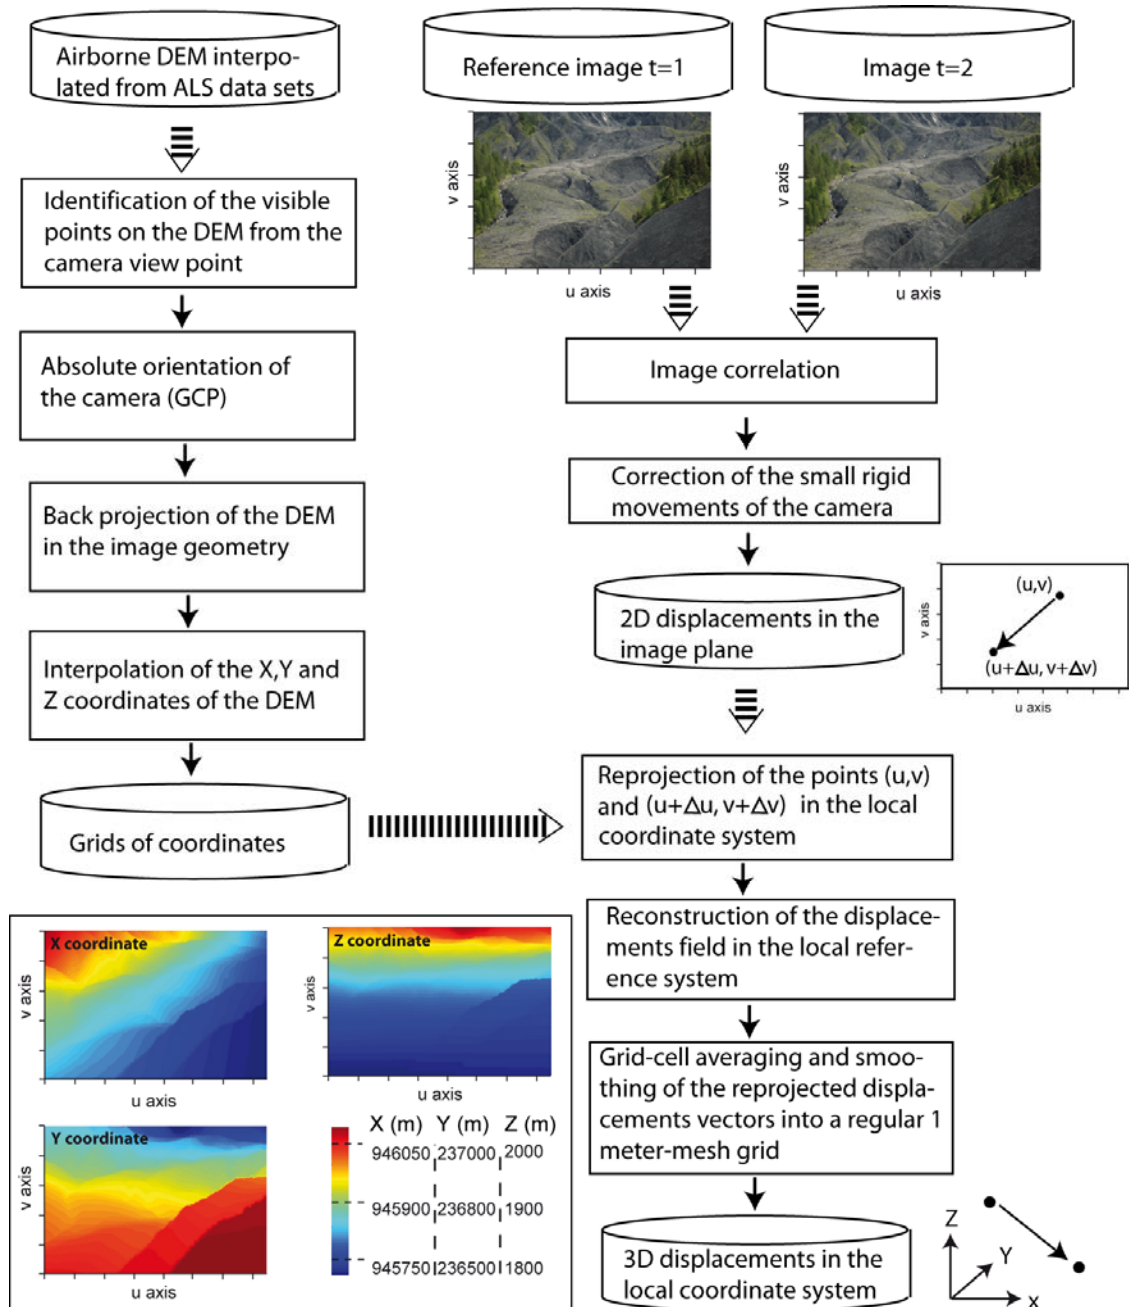 Airborne DEM interpo-
lated from ALS data sets
Identification of the visible
points on the DEM from the
camera view point
Absolute orientation of
the camera (GCP)
Back projection of the DEM
in the image geometry
Interpolation of the X,Y and
Z coordinates of the DEM
Grids of coordinates
Reference image t=1
Image t=2
v axis
u axis
v axis
u axis
Image correlation
Correction of the small rigid
movements of the camera
2D displacements in the
image plane
v axis
(u,v)
(u+Δu, v+Δv)
u axis
Reprojection of the points (u,v)
and (u+Δu, v+Δv) in the local
coordinate system
Reconstruction of the displace-
ments field in the local refe-
rence system
Grid-cell averaging and smoo-
thing of the reprojected displa-
cements vectors into a regular 1
meter-mesh grid
3D displacements in the
local coordinate system
Z
Y
x
X coordinate
v axis
u axis
Z coordinate
v axis
u axis
Y coordinate
v axis
u axis
X (m) Y (m) Z (m)
946050 237000 2000
945900 236800 1900
945750 236500 1800